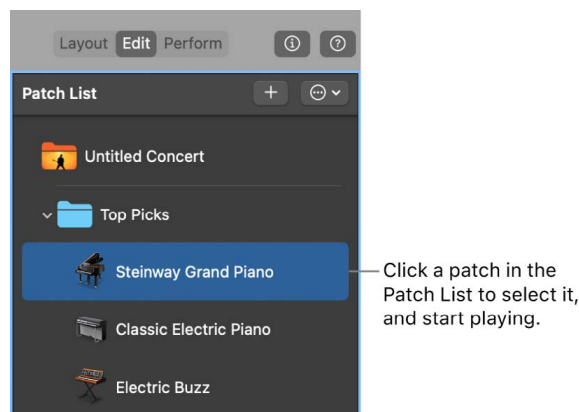 Layout Edit Perform
Patch List
Untitled Concert
Top Picks
Steinway Grand Piano
Click a patch in the
Patch List to select it,
and start playing.
Classic Electric Piano
Electric Buzz